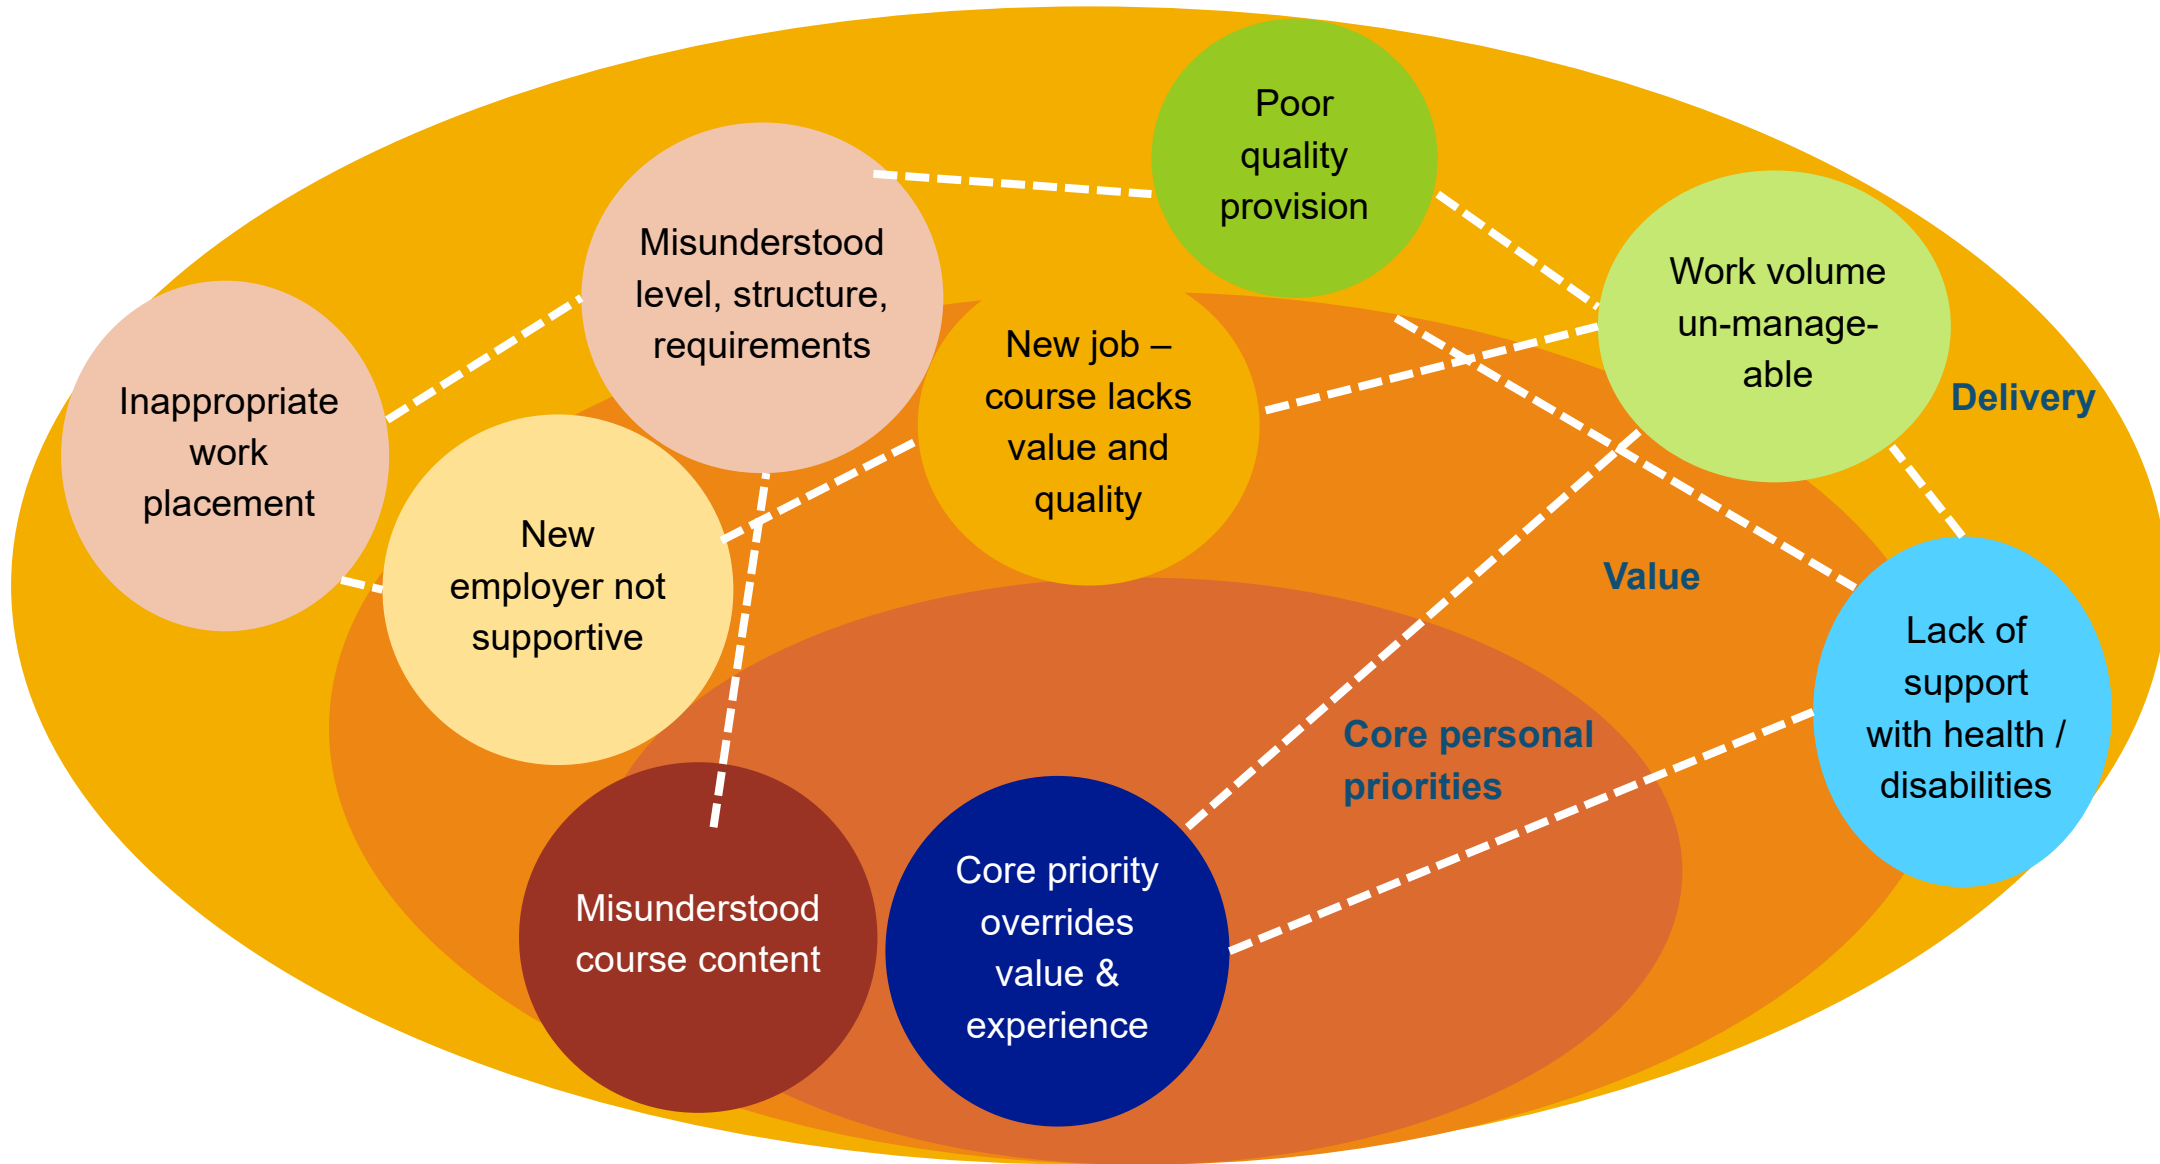 Poor
quality
provision
Misunderstood
level, structure,
requirements
Work volume
un-manage-
able
New job –
course lacks
value and
quality
Delivery
Inappropriate
work
placement
New
employer not
supportive
Value
Lack of
support
with health /
disabilities
Core personal
priorities
Misunderstood
course content
Core priority
overrides
value &
experience